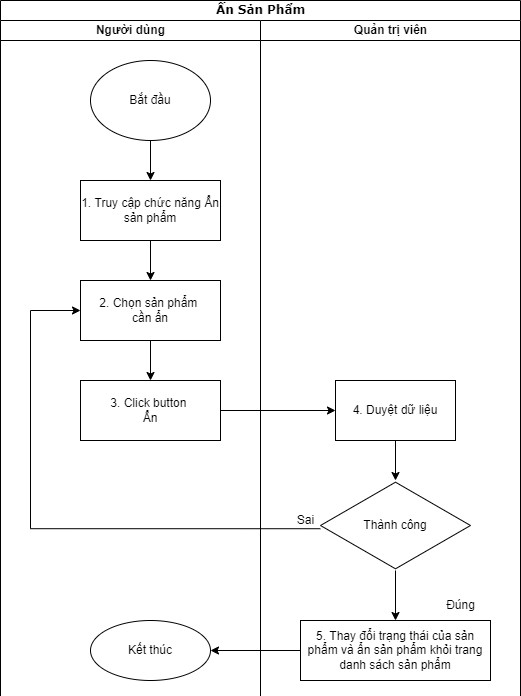 Ẩn Sản Phẩm
Người dùng
Quản trị viên
Bắt đầu
1. Truy cập chức năng Ẩn
sản phẩm
2. Chọn sản phẩm
cần ẩn
3. Click button
Ẩn
4. Duyệt dữ liệu
Thành công
Sai
Đúng
5. Thay đổi trạng thái của sản
phẩm và ẩn sản phẩm khỏi trang
danh sách sản phẩm
Kết thúc